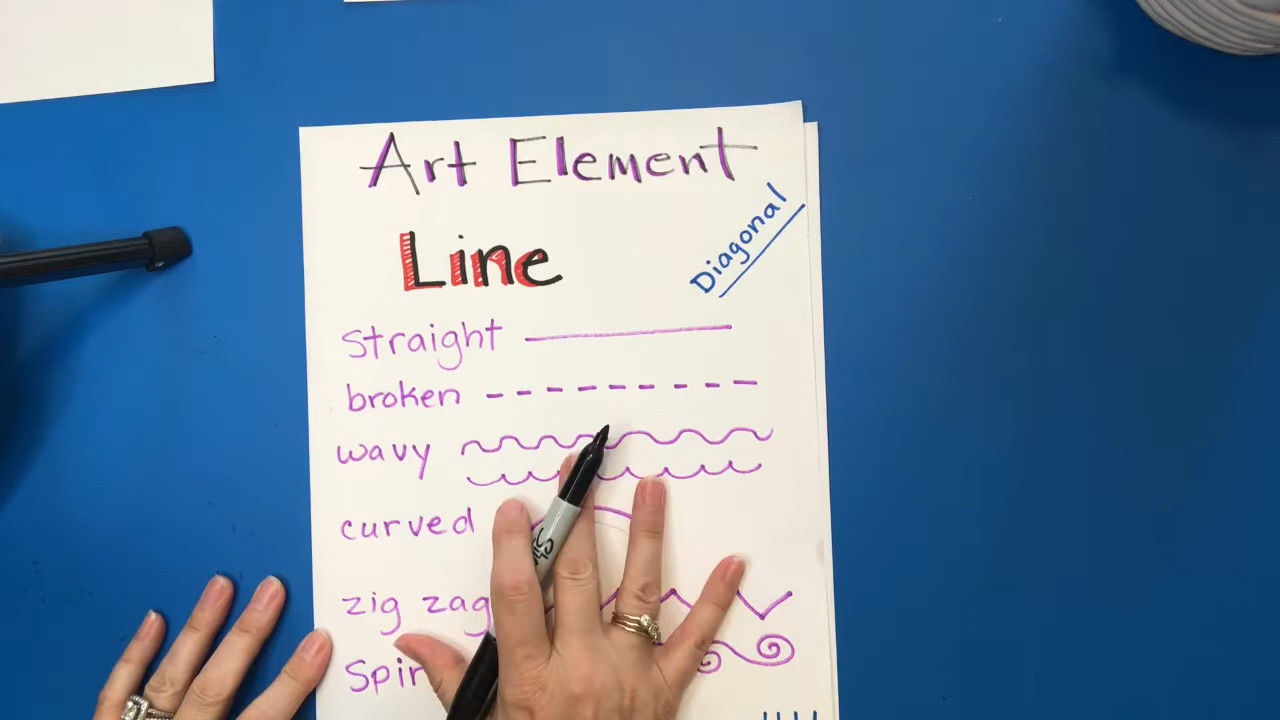 Art Element
Line
Diagonal
straight
broken
wavy
curved
zig zag